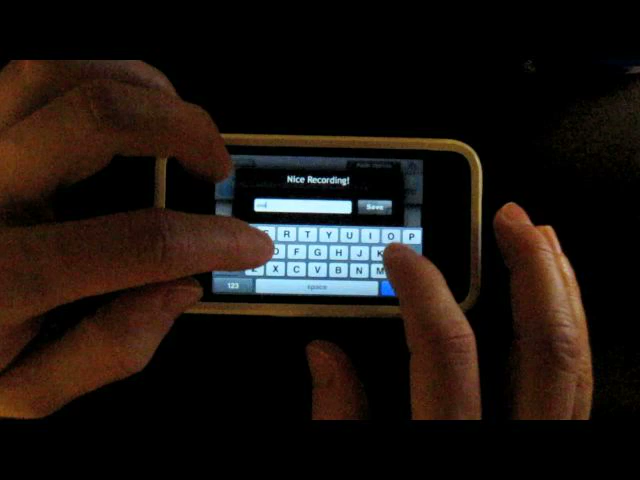 Nice Recording!
Save
E R T Y U I O P
D F G H J K
Z X C V B N M
123 space